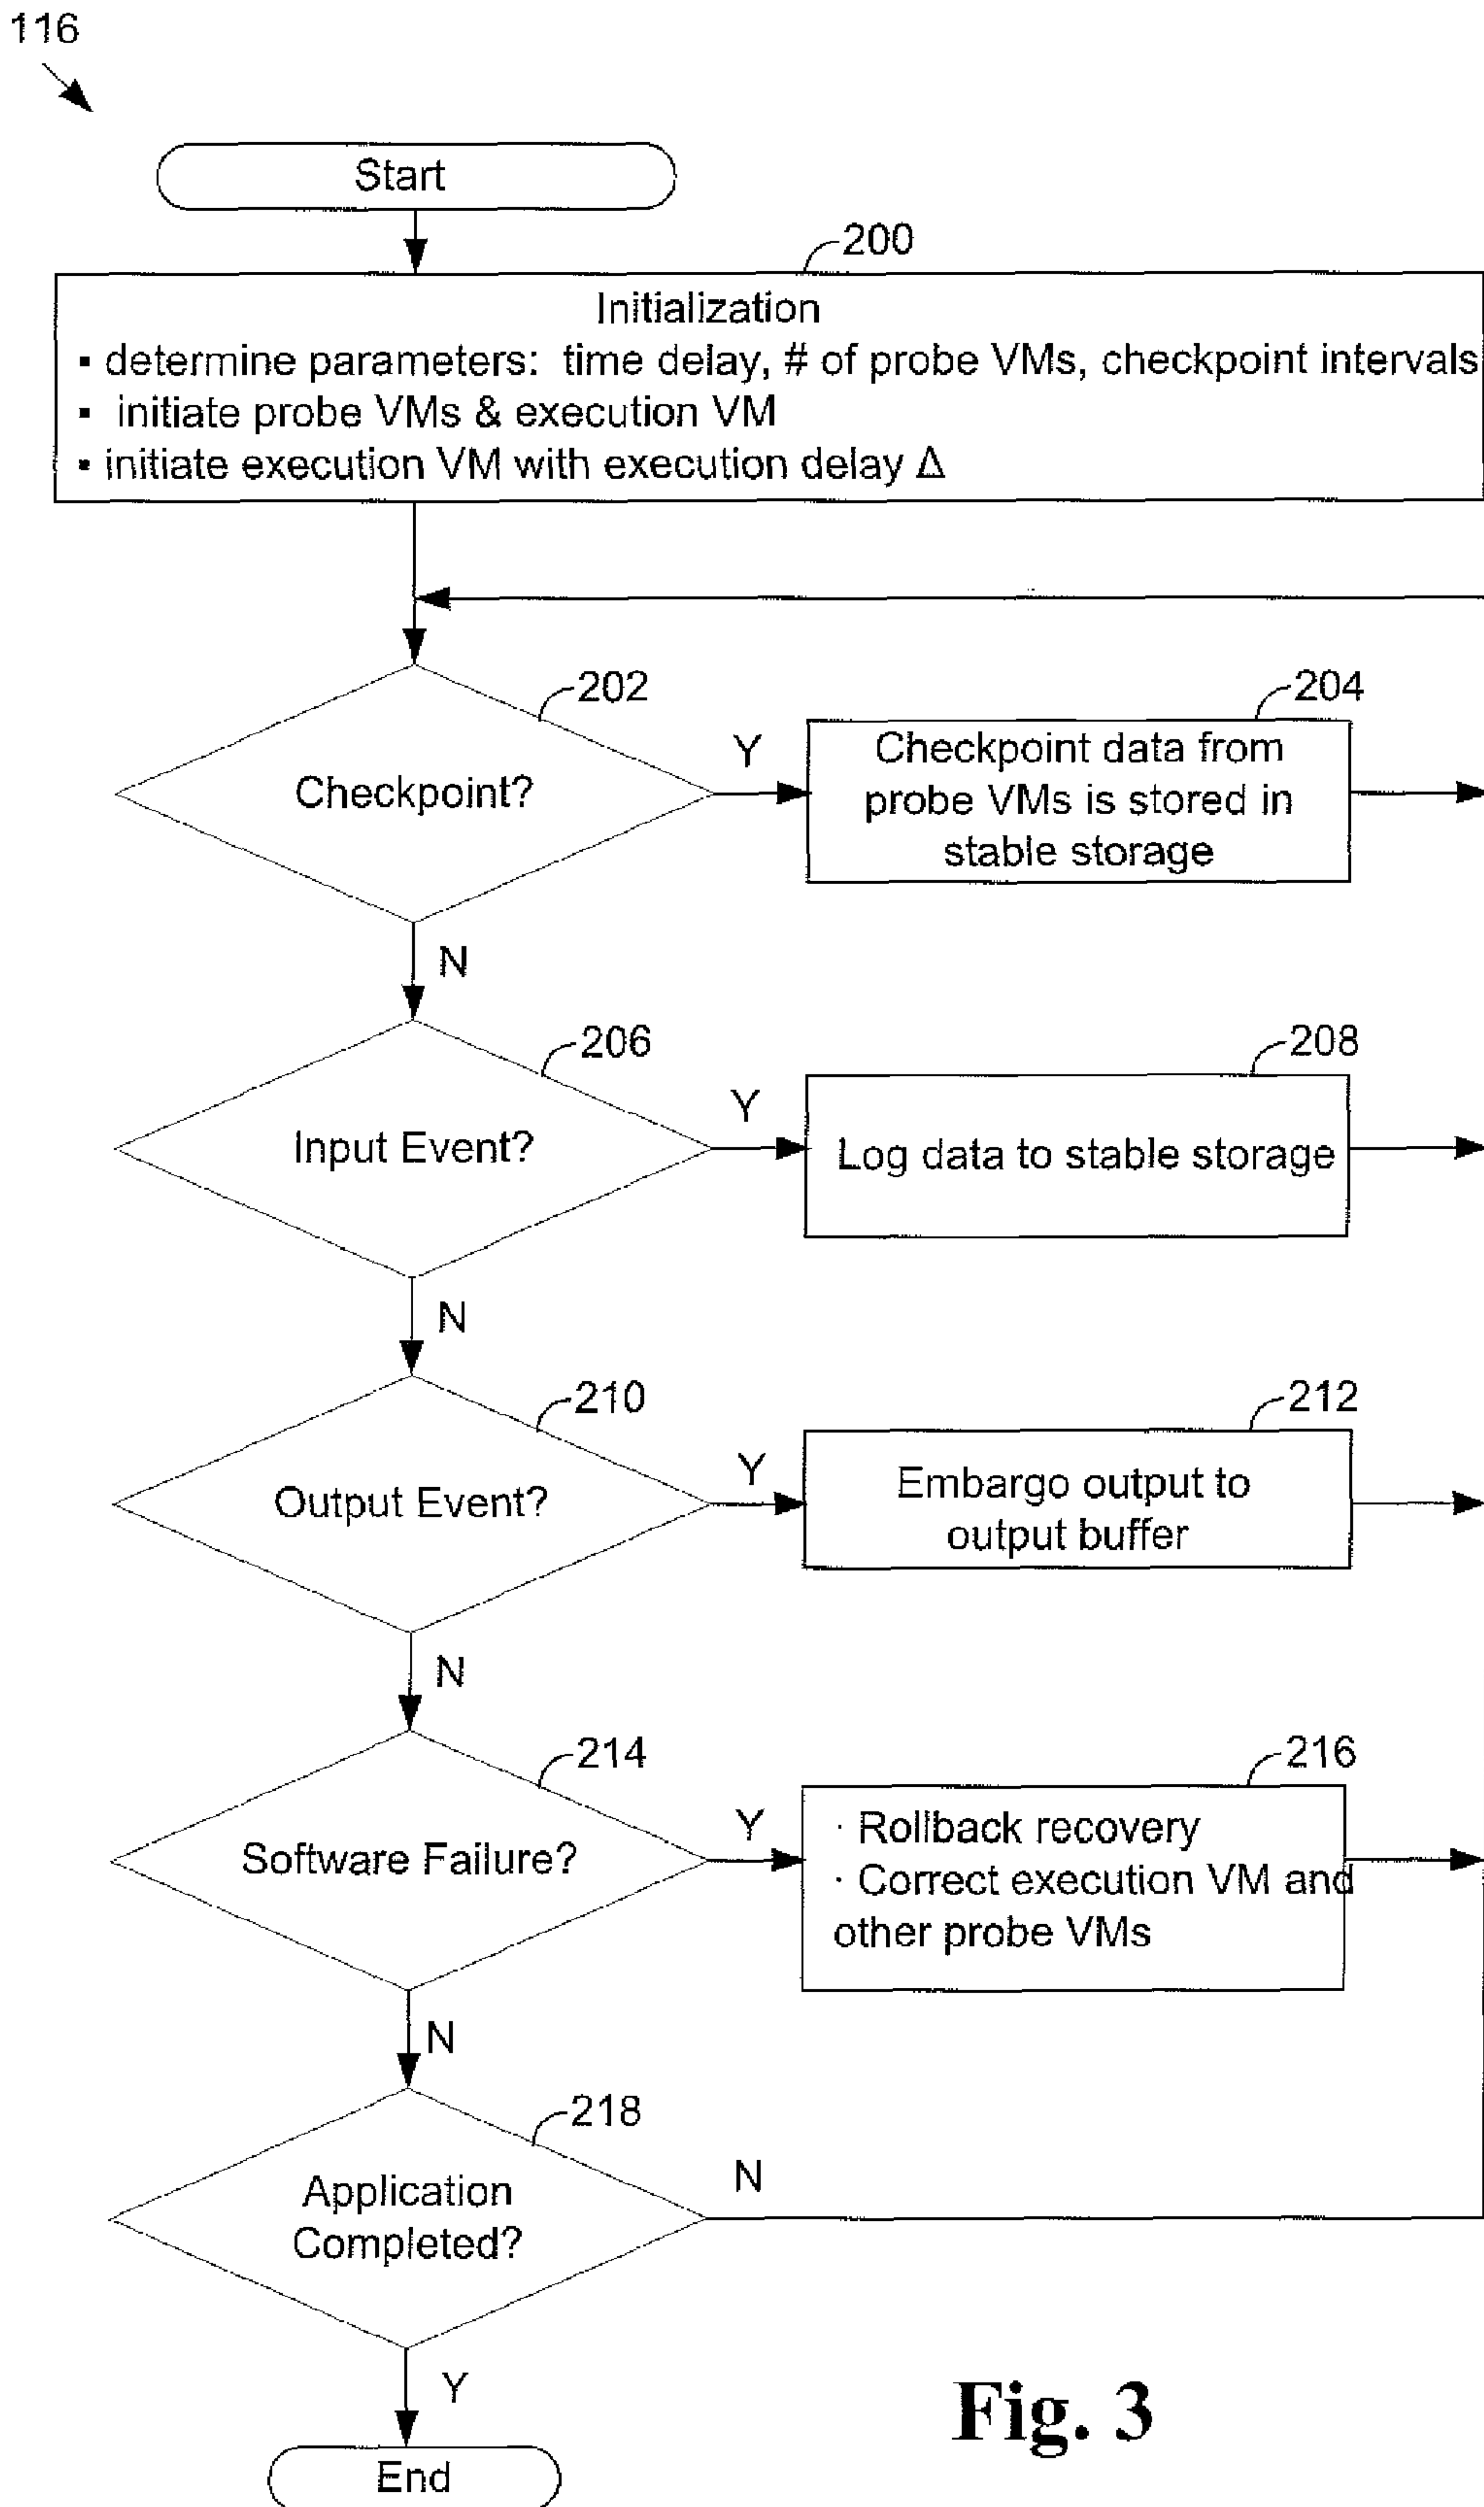 116
Start
200
Initialization
▪ determine parameters: time delay, # of probe VMs, checkpoint intervals
▪ initiate probe VMs & execution VM
▪ initiate execution VM with execution delay Δ
202
204
Checkpoint?
Y
Checkpoint data from
probe VMs is stored in
stable storage
N
206
208
Input Event?
Y
Log data to stable storage
N
210
212
Output Event?
Y
Embargo output to
output buffer
N
214
216
Software Failure?
Y
· Rollback recovery
· Correct execution VM and
other probe VMs
N
218
Application
Completed?
N
Y
End
Fig. 3